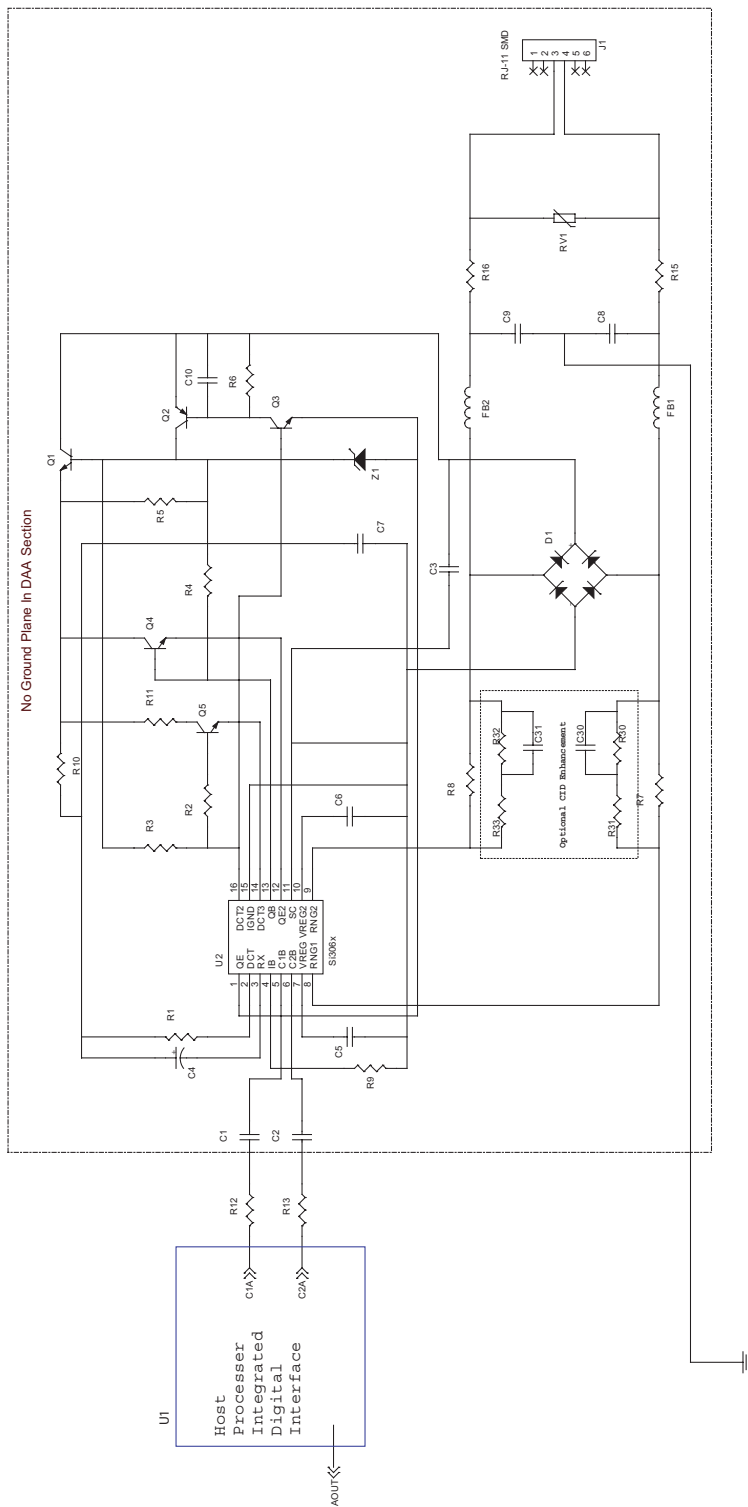 No Ground Plane In DAA Section
U1
Host
Processer
Integrated
Digital
Interface
AOUT
C1A
C2A
R12
R13
C1
C2
C4
R1
R9
C5
U2
Si306x
1 QE
2 DCT
3 RX
4 IB
5 C1B
6 C2B
7 VREG
8 RNG1
16 DCT2
15 IGND
14 DCT3
13 QB
12 QE2
11 SC
10 VREG2
9 RNG2
R10
R3
R2
R11
Q5
Q4
R4
R5
Q1
Q2
C10
R6
Q3
Z1
C7
C6
C3
R8
R33
R32
C31
Optional CID Enhancement
C30
R31
R30
R7
D1
+
-
+
FB2
FB1
C9
C8
R16
R15
RV1
RJ-11 SMD
1
2
3
4
5
6
J1